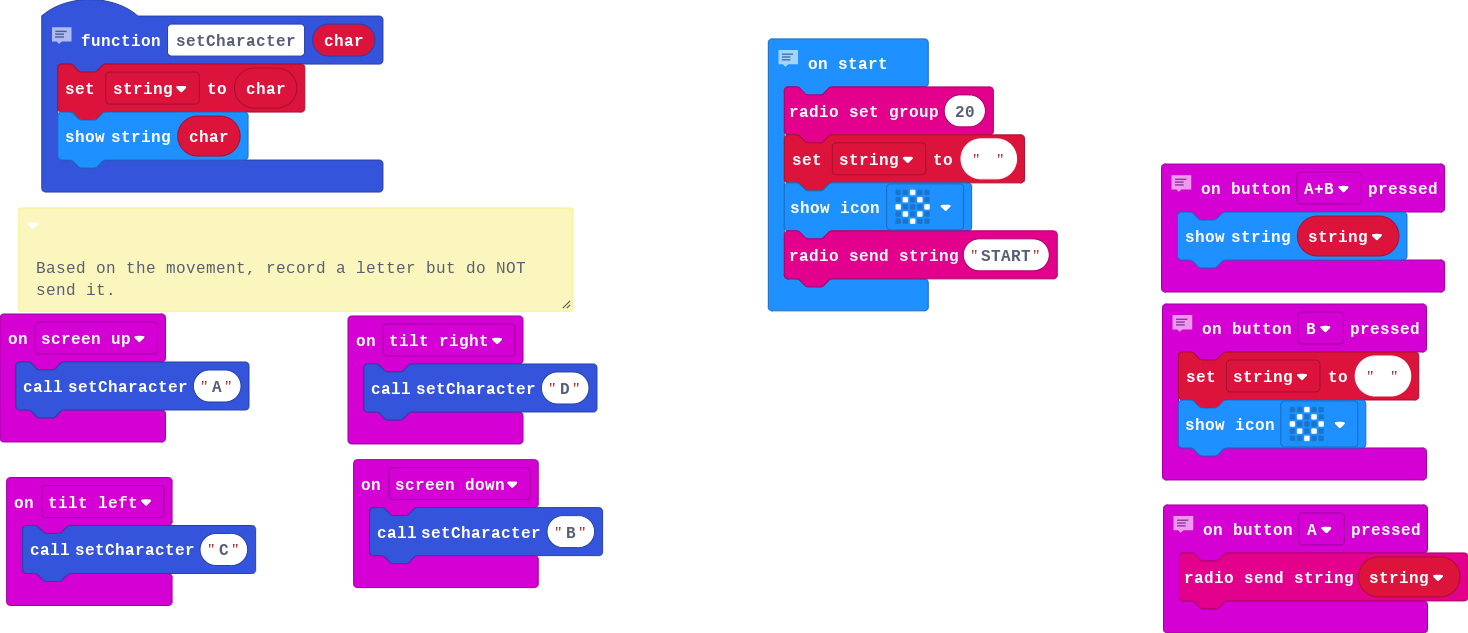 function setCharacter char
set string to char
show string char
Based on the movement, record a letter but do NOT
send it.
on screen up
call setCharacter "A"
on tilt right
call setCharacter "D"
on tilt left
call setCharacter "C"
on screen down
call setCharacter "B"
on start
radio set group 20
set string to " "
show icon
radio send string "START"
on button A+B pressed
show string string
on button B pressed
set string to " "
show icon
on button A pressed
radio send string string